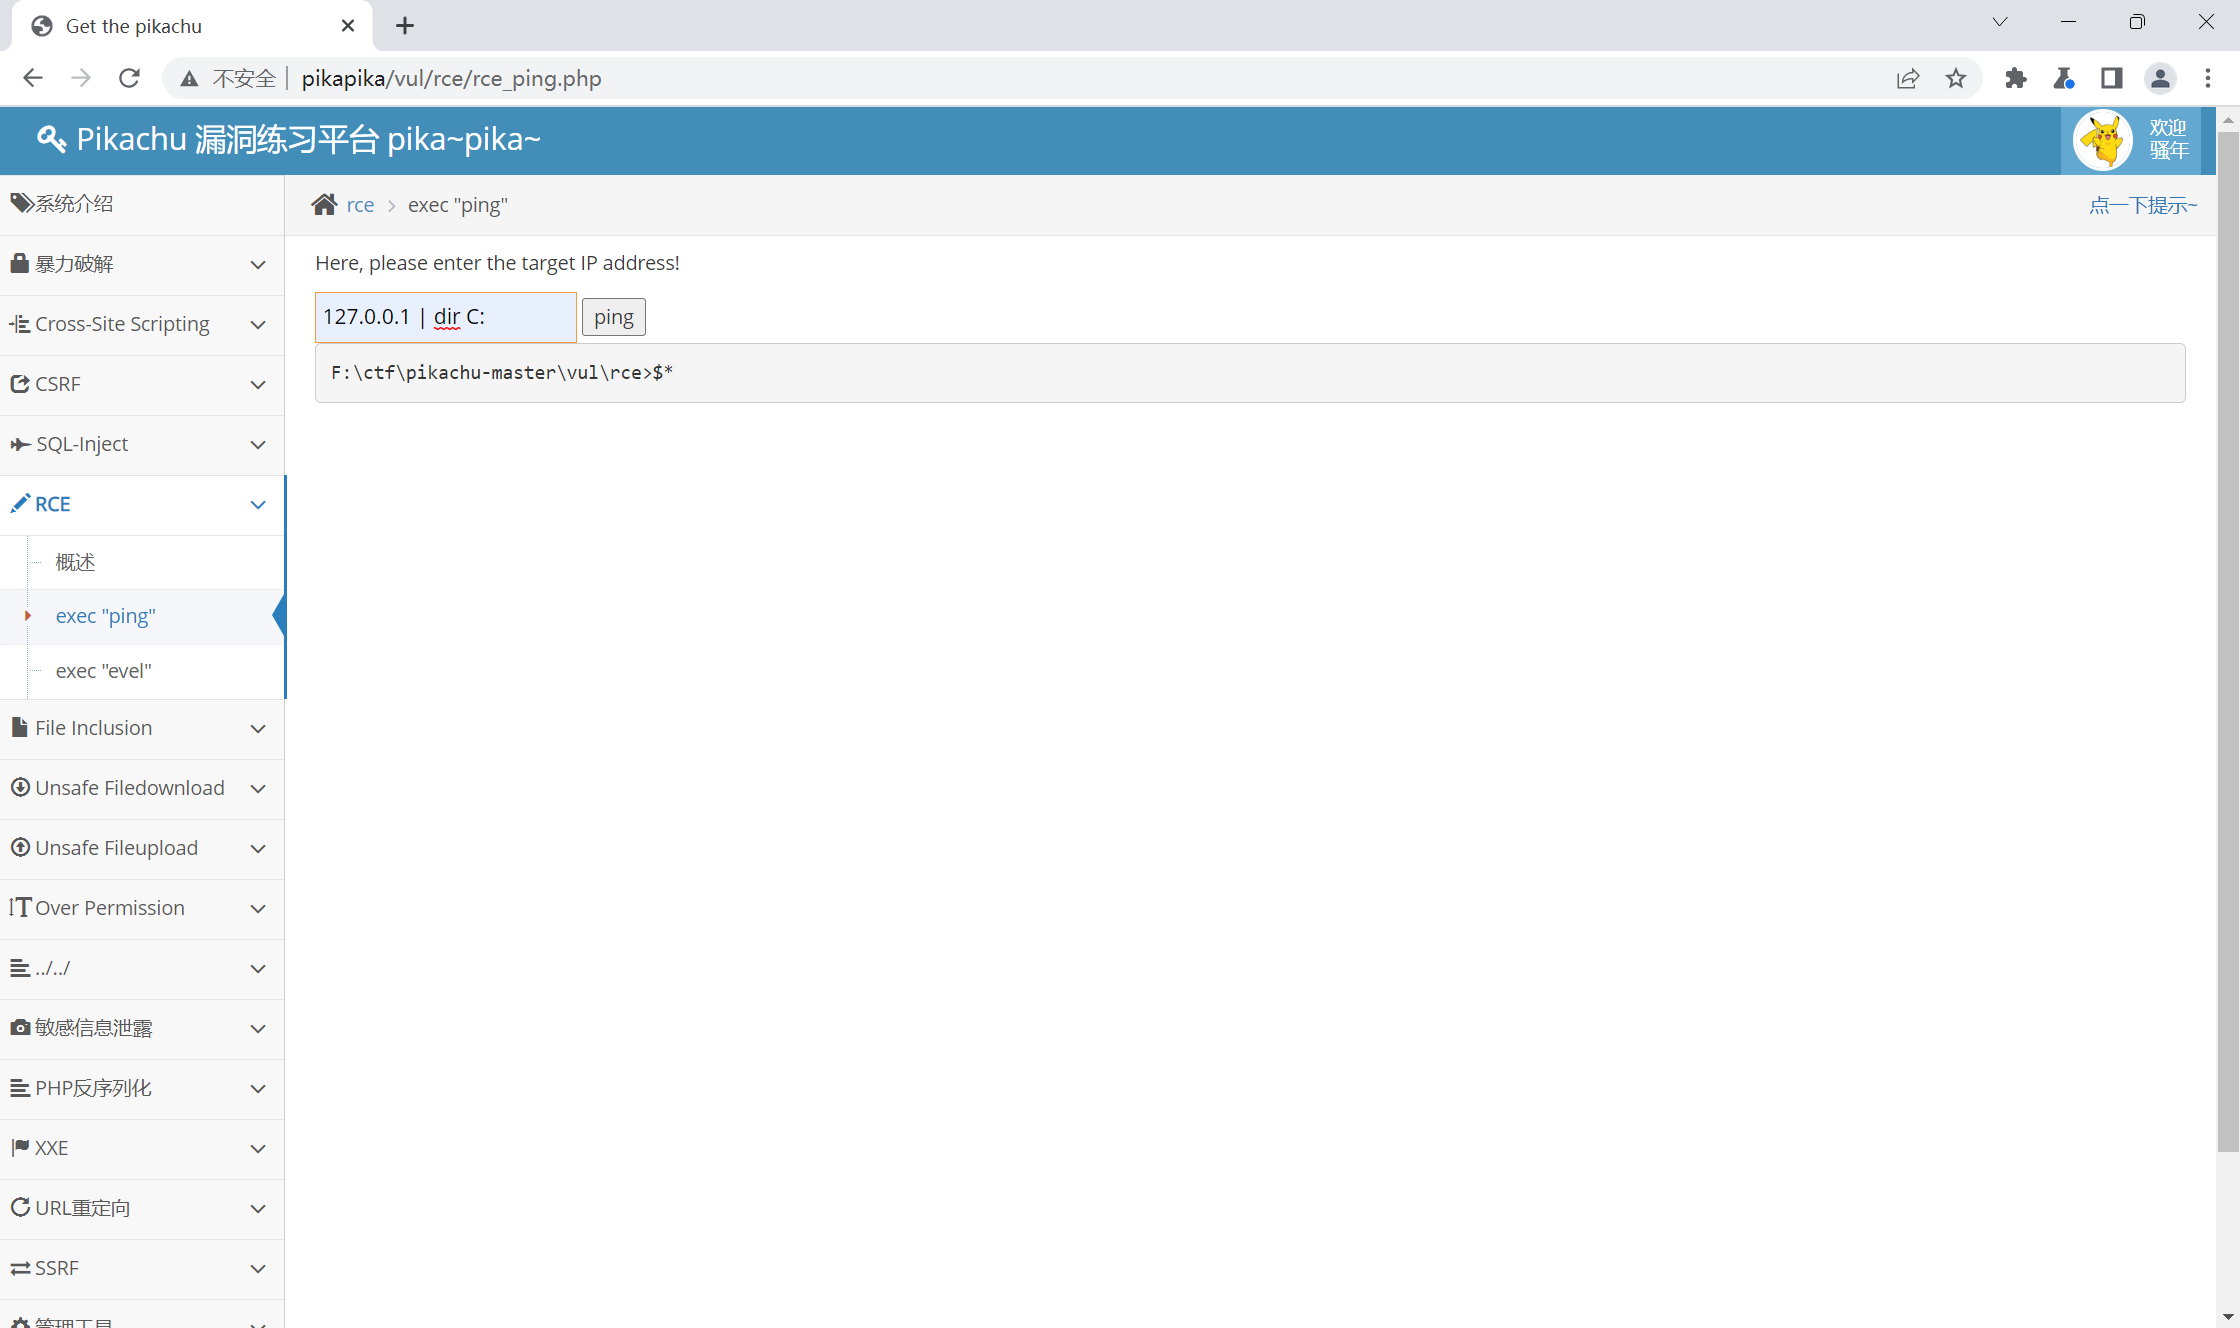 Get the pikachu
不安全 pikapika/vul/rce/rce_ping.php
Pikachu 漏洞练习平台 pika~pika~
欢迎
骚年
系统介绍
暴力破解
Cross-Site Scripting
CSRF
SQL-Inject
RCE
概述
exec "ping"
exec "evel"
File Inclusion
Unsafe Filedownload
Unsafe Fileupload
Over Permission
../../
敏感信息泄露
PHP反序列化
XXE
URL重定向
SSRF
管理工具
rce exec "ping"
点一下提示~
Here, please enter the target IP address!
127.0.0.1 | dir C: ping
F:\ctf\pikachu-master\vul\rce>$*